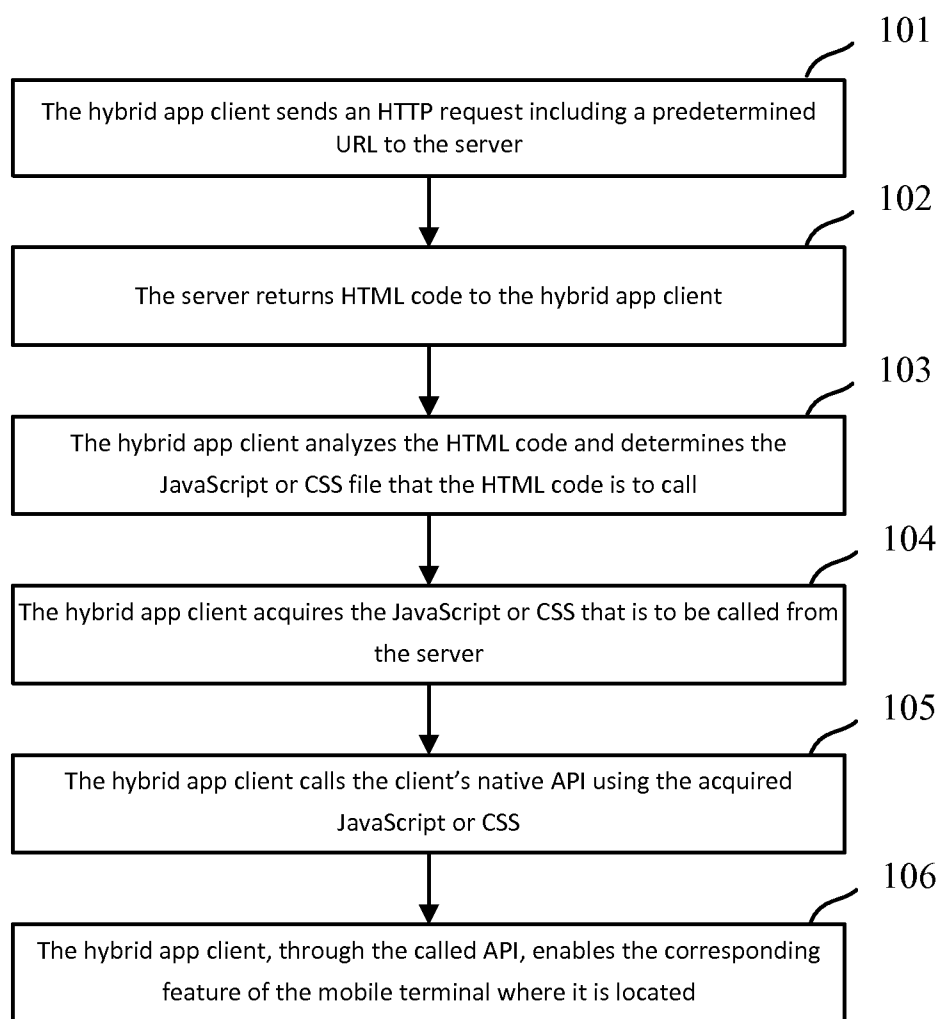 101
The hybrid app client sends an HTTP request including a predetermined
URL to the server
102
The server returns HTML code to the hybrid app client
103
The hybrid app client analyzes the HTML code and determines the
JavaScript or CSS file that the HTML code is to call
104
The hybrid app client acquires the JavaScript or CSS that is to be called from
the server
105
The hybrid app client calls the client’s native API using the acquired
JavaScript or CSS
106
The hybrid app client, through the called API, enables the corresponding
feature of the mobile terminal where it is located